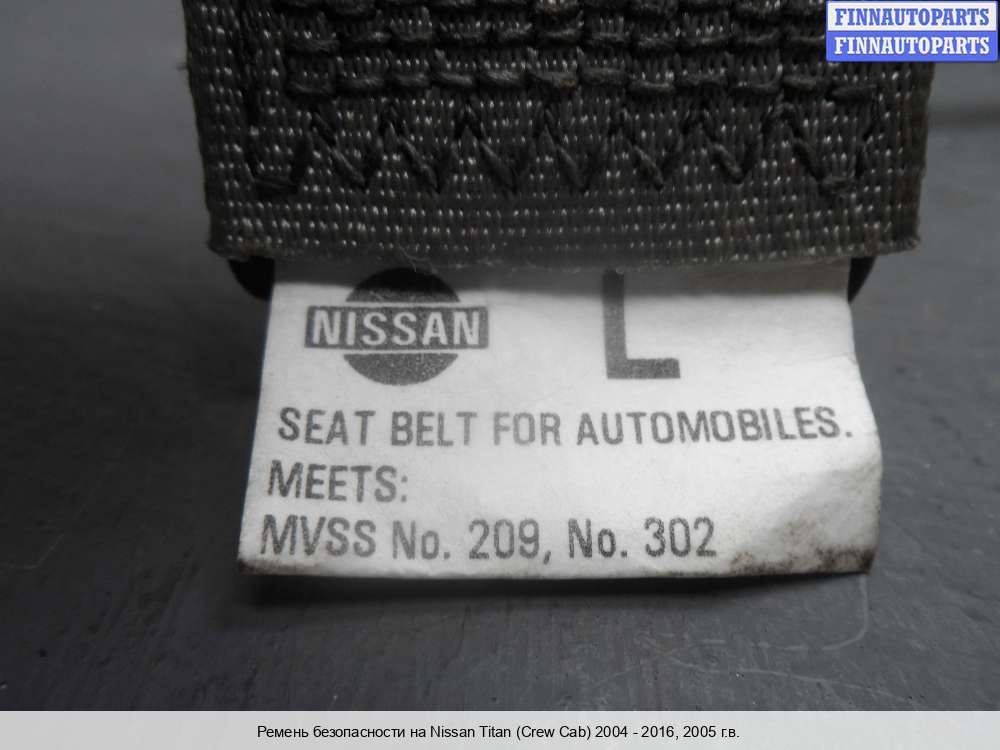 FINNAUTOPARTS
FINNAUTOPARTS
NISSAN L
SEAT BELT FOR AUTOMOBILES.
MEETS:
MVSS No. 209, No. 302
Ремень безопасности на Nissan Titan (Crew Cab) 2004 - 2016, 2005 г.в.